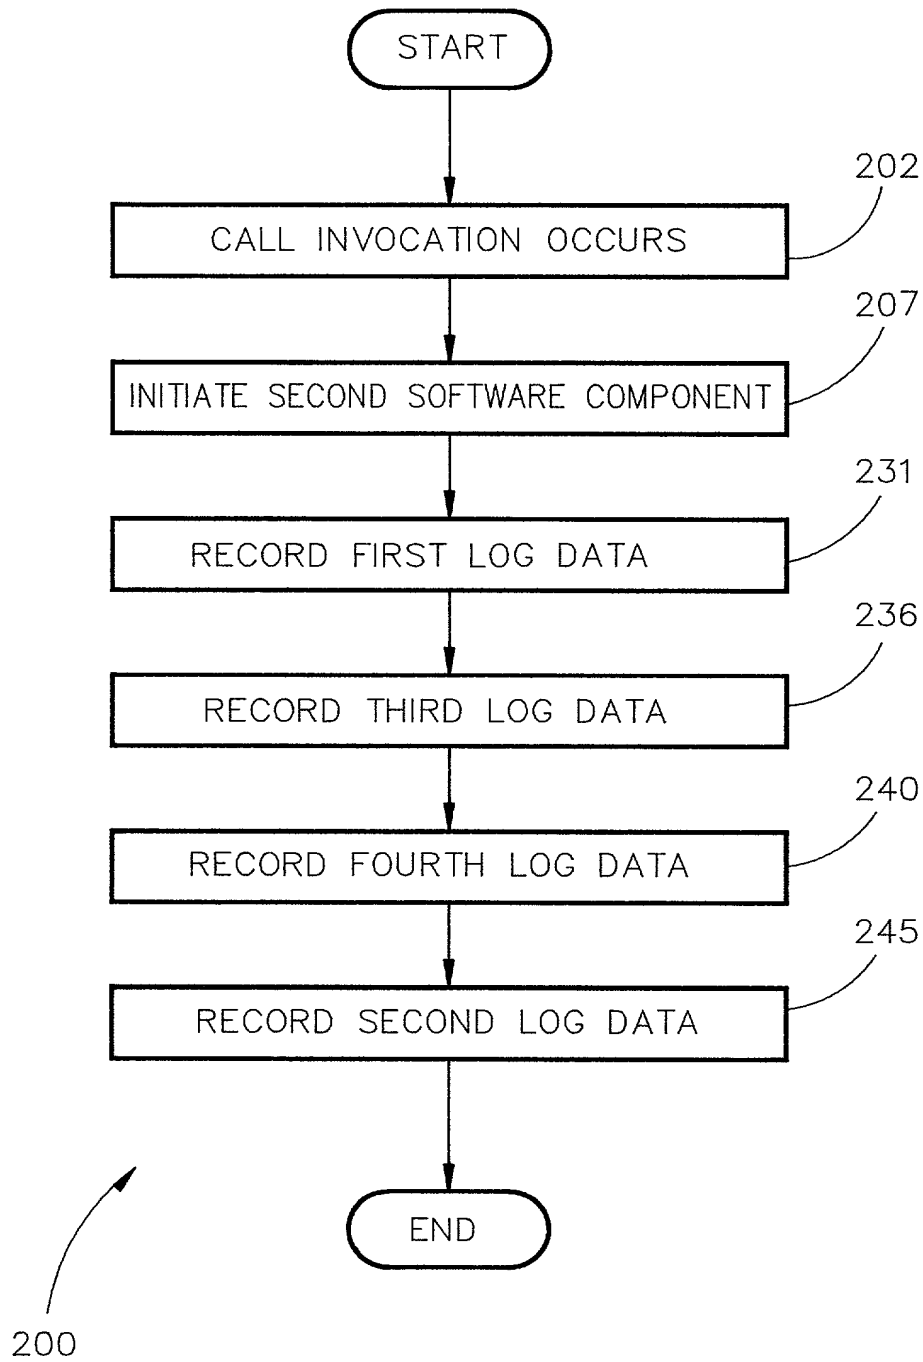 START
202
CALL INVOCATION OCCURS
207
INITIATE SECOND SOFTWARE COMPONENT
231
RECORD FIRST LOG DATA
236
RECORD THIRD LOG DATA
240
RECORD FOURTH LOG DATA
245
RECORD SECOND LOG DATA
END
200